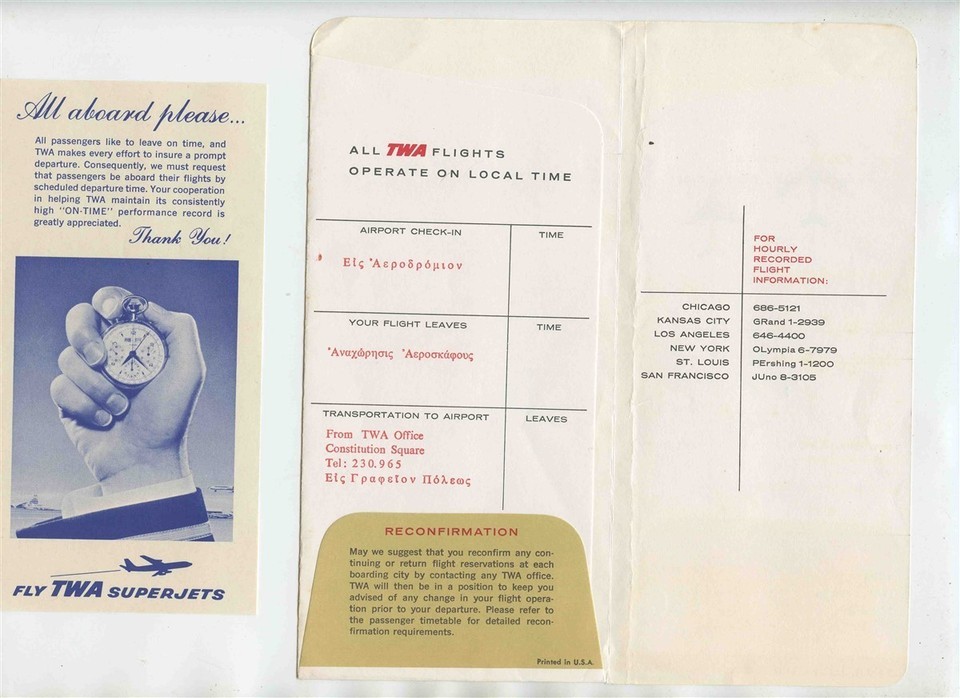 All aboard please...
All passengers like to leave on time, and
TWA makes every effort to insure a prompt
departure. Consequently, we must request
that passengers be aboard their flights by
scheduled departure time. Your cooperation
in helping TWA maintain its consistently
high "ON-TIME" performance record is
greatly appreciated.
Thank You!
FLY TWA SUPERJETS
ALL TWA FLIGHTS
OPERATE ON LOCAL TIME
AIRPORT CHECK-IN TIME
Εἰς Ἀεροδρόμιον
YOUR FLIGHT LEAVES TIME
Ἀναχώρησις Ἀεροσκάφους
TRANSPORTATION TO AIRPORT LEAVES
From TWA Office
Constitution Square
Tel: 230.965
Εἰς Γραφεῖον Πόλεως
RECONFIRMATION
May we suggest that you reconfirm any con-
tinuing or return flight reservations at each
boarding city by contacting any TWA office.
TWA will then be in a position to keep you
advised of any change in your flight opera-
tion prior to your departure. Please refer to
the passenger timetable for detailed recon-
firmation requirements.
Printed in U.S.A.
FOR
HOURLY
RECORDED
FLIGHT
INFORMATION:
CHICAGO 686-5121
KANSAS CITY GRand 1-2939
LOS ANGELES 646-4400
NEW YORK OLympia 6-7979
ST. LOUIS PErshing 1-1200
SAN FRANCISCO JUno 8-3105